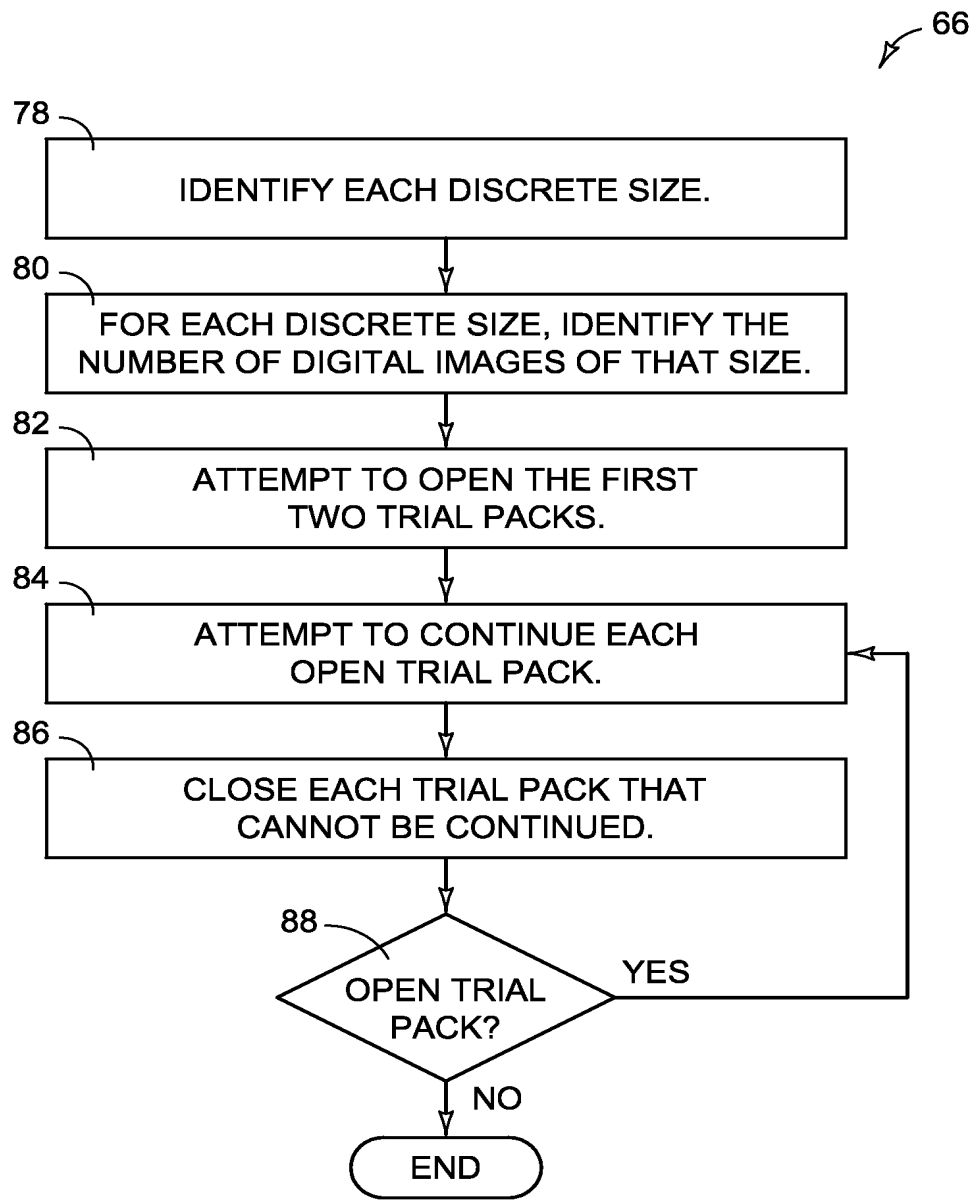 66
78
IDENTIFY EACH DISCRETE SIZE.
80
FOR EACH DISCRETE SIZE, IDENTIFY THE
NUMBER OF DIGITAL IMAGES OF THAT SIZE.
82
ATTEMPT TO OPEN THE FIRST
TWO TRIAL PACKS.
84
ATTEMPT TO CONTINUE EACH
OPEN TRIAL PACK.
86
CLOSE EACH TRIAL PACK THAT
CANNOT BE CONTINUED.
88
OPEN TRIAL
PACK?
YES
NO
END